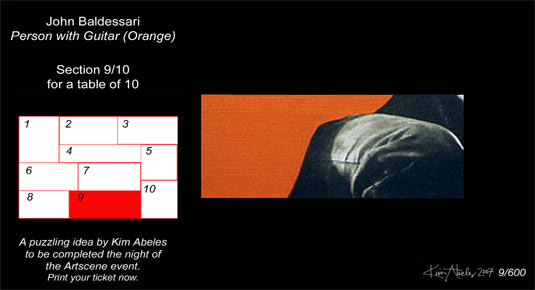 John Baldessari
Person with Guitar (Orange)
Section 9/10
for a table of 10
1
2
3
4
5
6
7
8
9
10
A puzzling idea by Kim Abeles
to be completed the night of
the Artscene event.
Print your ticket now.
Kim Abeles 2007 9/600